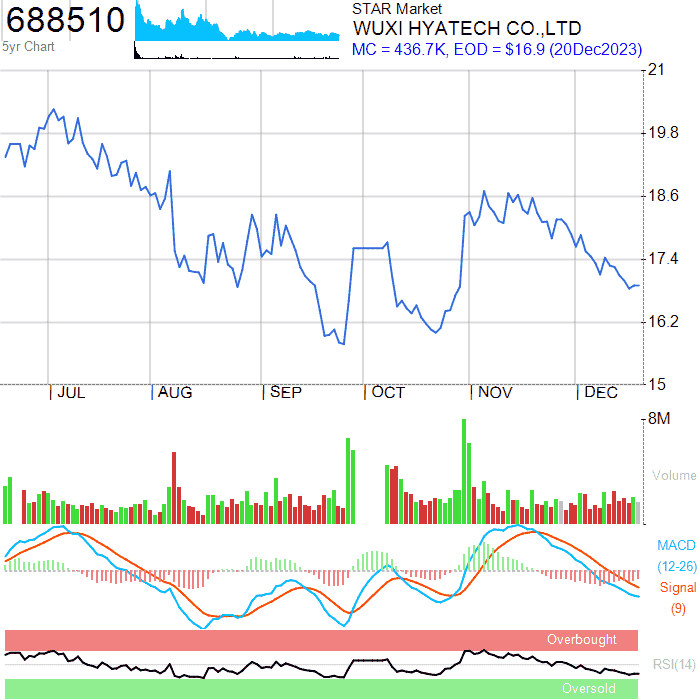 688510
5yr Chart
STAR Market
WUXI HYATECH CO.,LTD
MC = 436.7K, EOD = $16.9 (20Dec2023)
21
19.8
18.6
17.4
16.2
15
JUL AUG SEP OCT NOV DEC
8M
Volume
MACD
(12-26)
Signal
(9)
Overbought
RSI(14)
Oversold